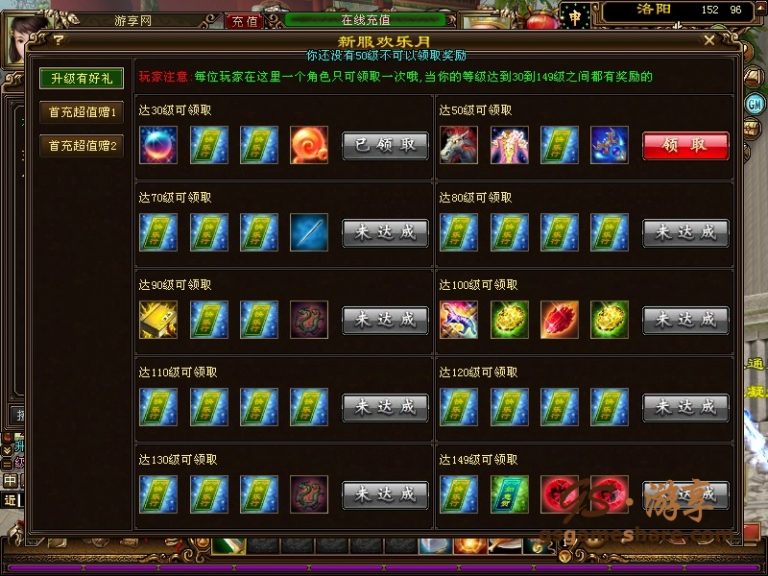 游享网
充值
在线充值
洛阳
152 96
申
新服欢乐月
你还没有50级不可以领取奖励
玩家注意:每位玩家在这里一个角色只可领取一次哦,当你的等级达到30到149级之间都有奖励的
升级有好礼
首充超值赠1
首充超值赠2
GM
达30级可领取
已领取
达50级可领取
领取
达70级可领取
未达成
达80级可领取
未达成
达90级可领取
未达成
达100级可领取
未达成
达110级可领取
未达成
达120级可领取
未达成
达130级可领取
未达成
达149级可领取
未达成
游享